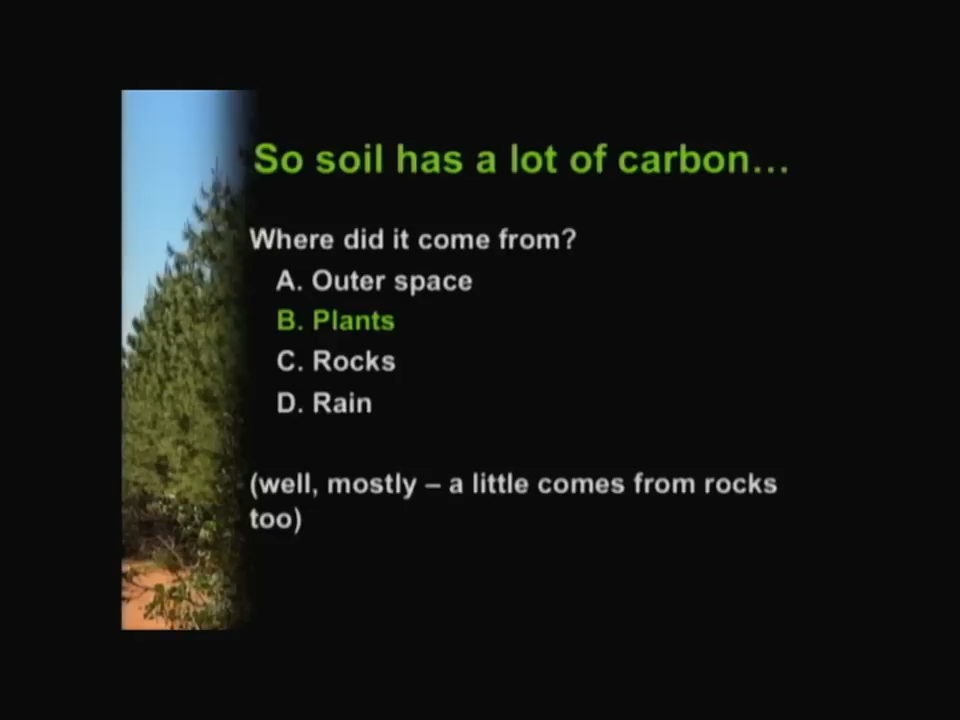 So soil has a lot of carbon…
Where did it come from?
A. Outer space
B. Plants
C. Rocks
D. Rain
(well, mostly – a little comes from rocks
too)